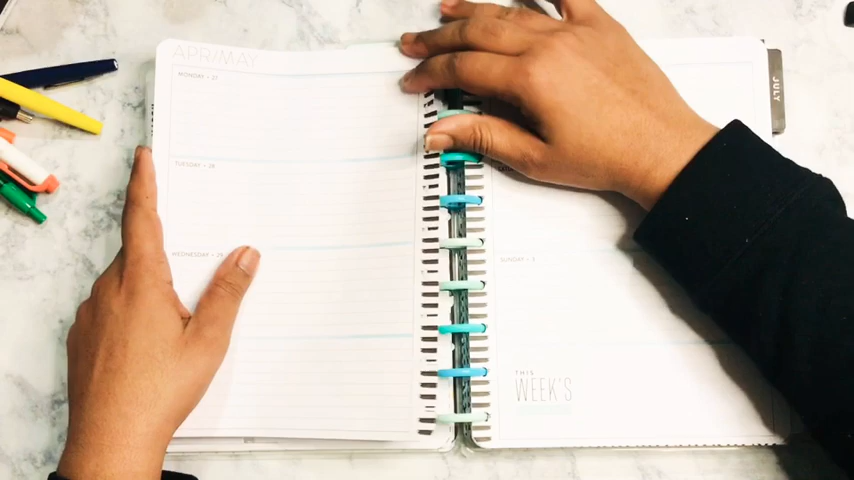 APR/MAY
MONDAY • 27
TUESDAY • 28
WEDNESDAY • 29
SUNDAY • 3
THIS
WEEK'S
JULY